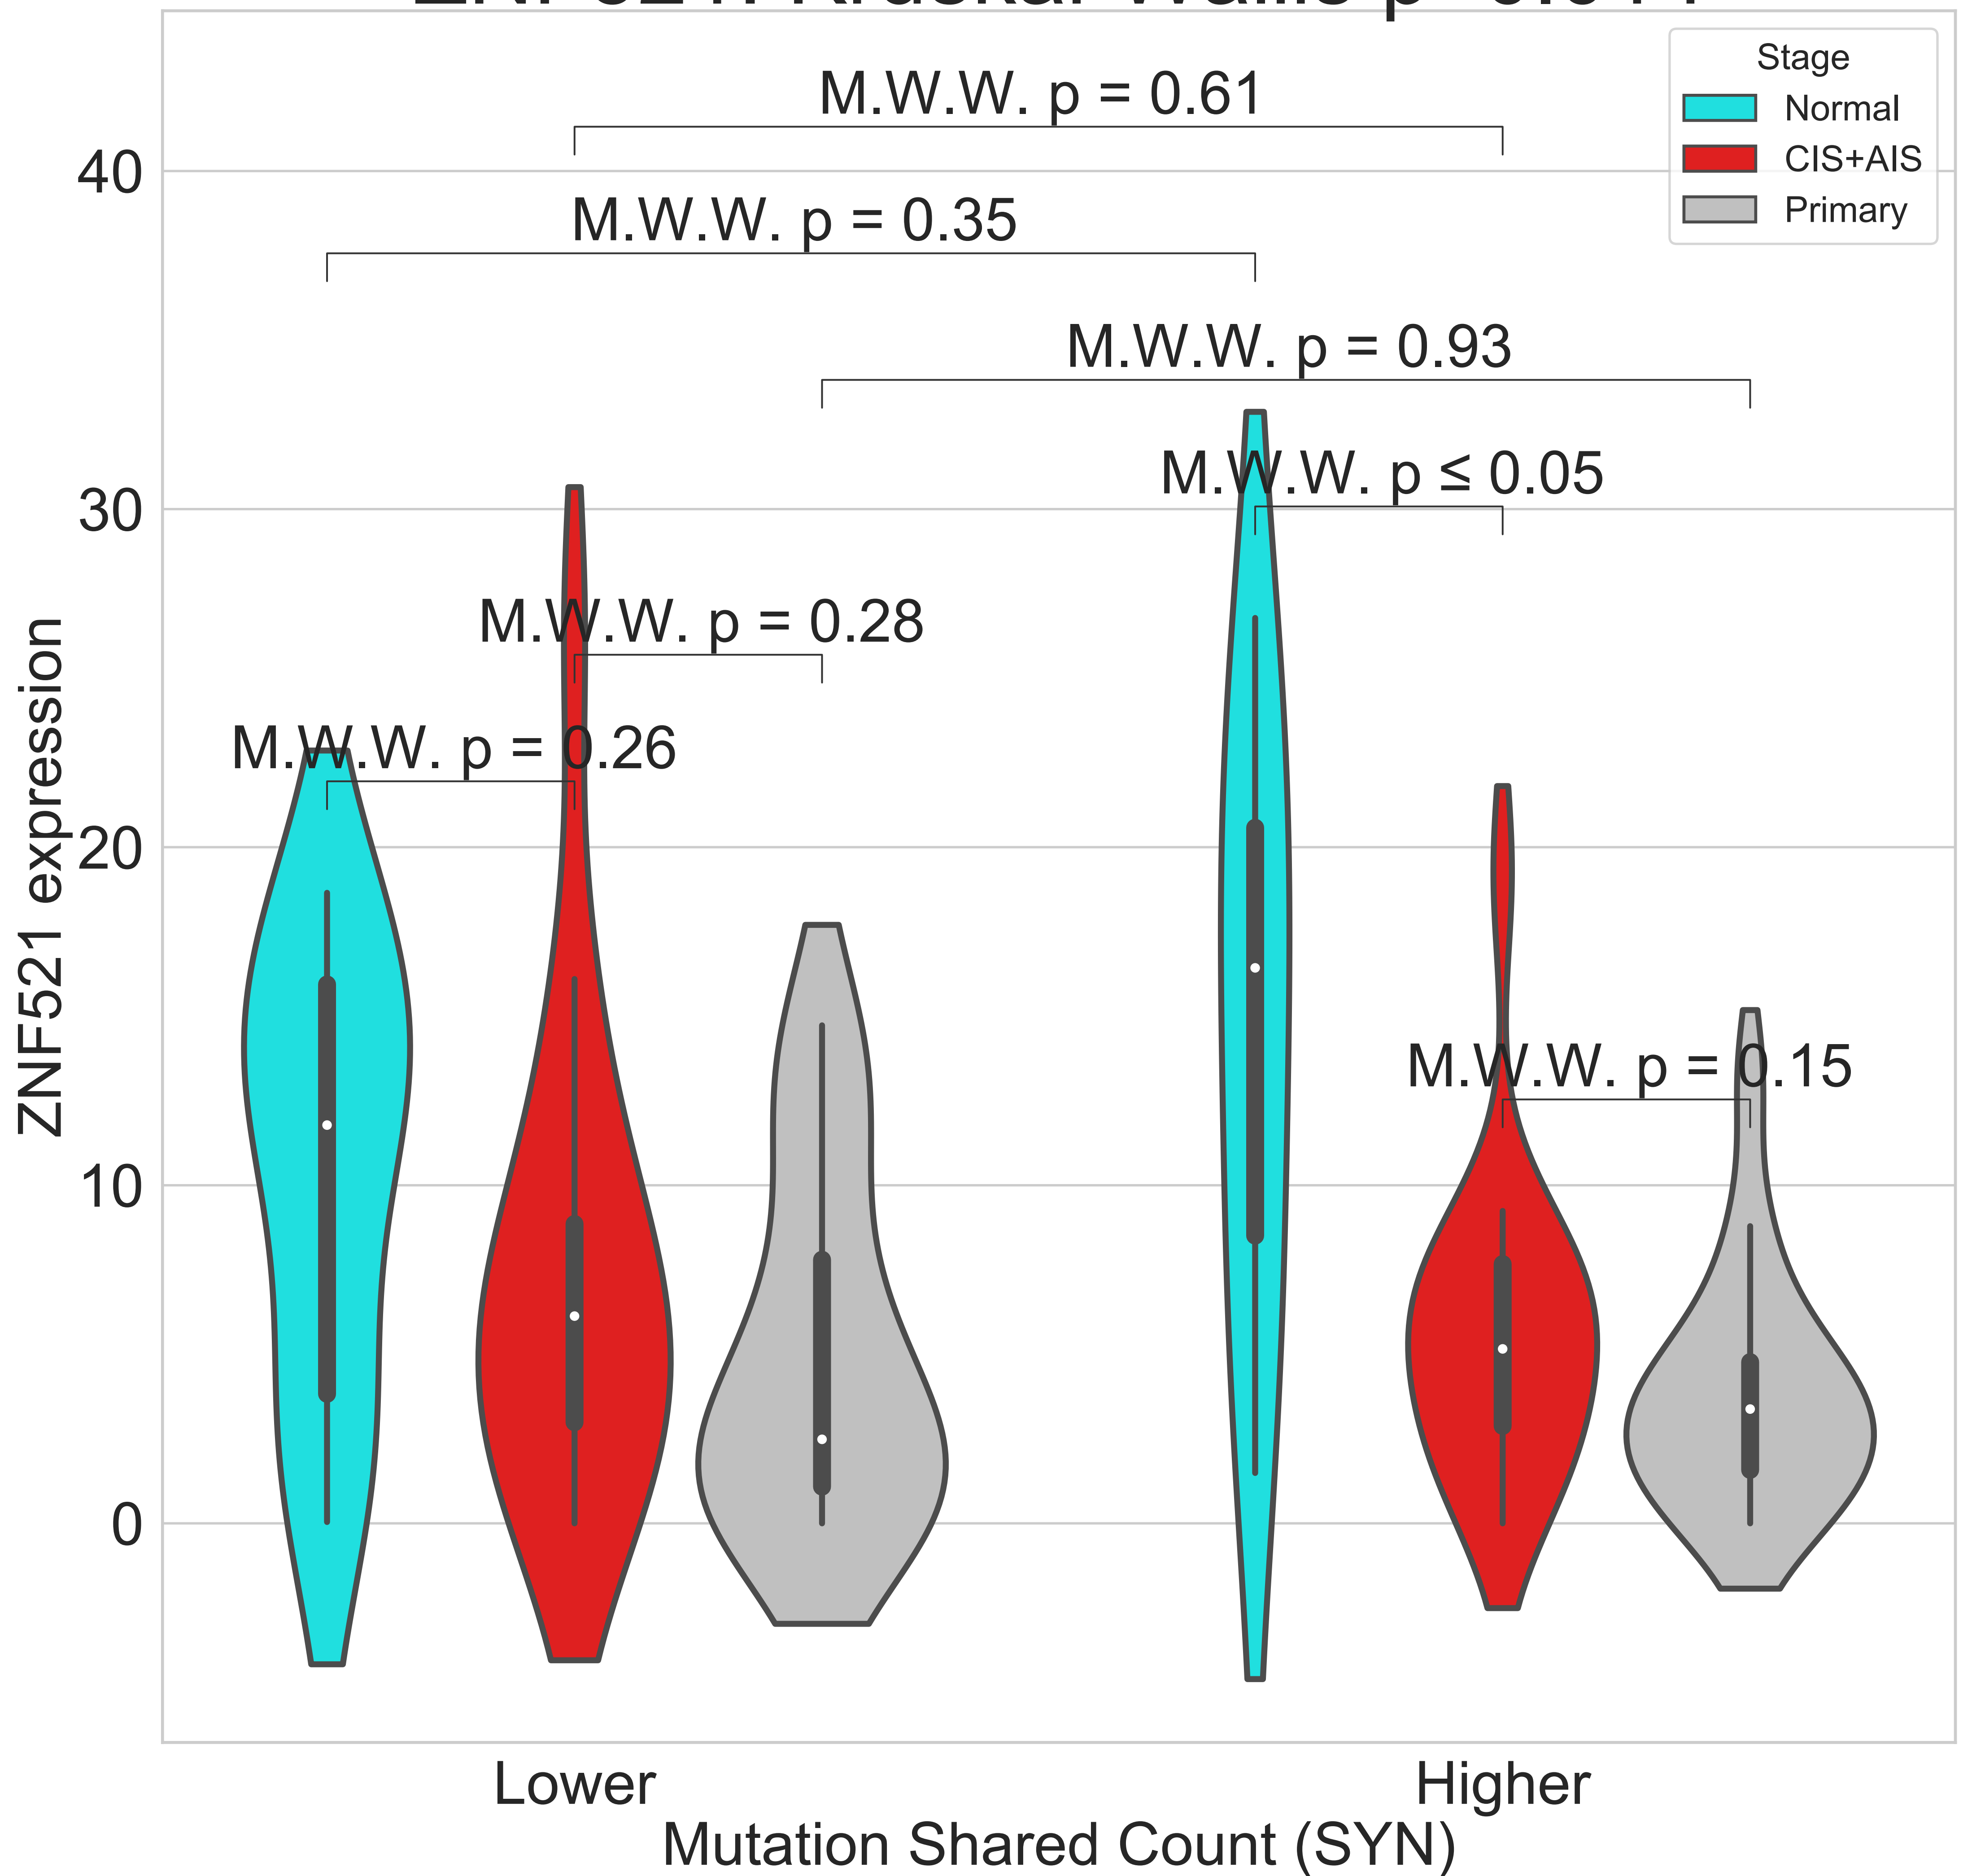 Stage
Normal
CIS+AIS
Primary
M.W.W. p = 0.61
M.W.W. p = 0.35
M.W.W. p = 0.93
M.W.W. p ≤ 0.05
M.W.W. p = 0.28
M.W.W. p = 0.26
M.W.W. p = 0.15
40
30
20
10
0
ZNF521 expression
Lower
Higher
Mutation Shared Count (SYN)